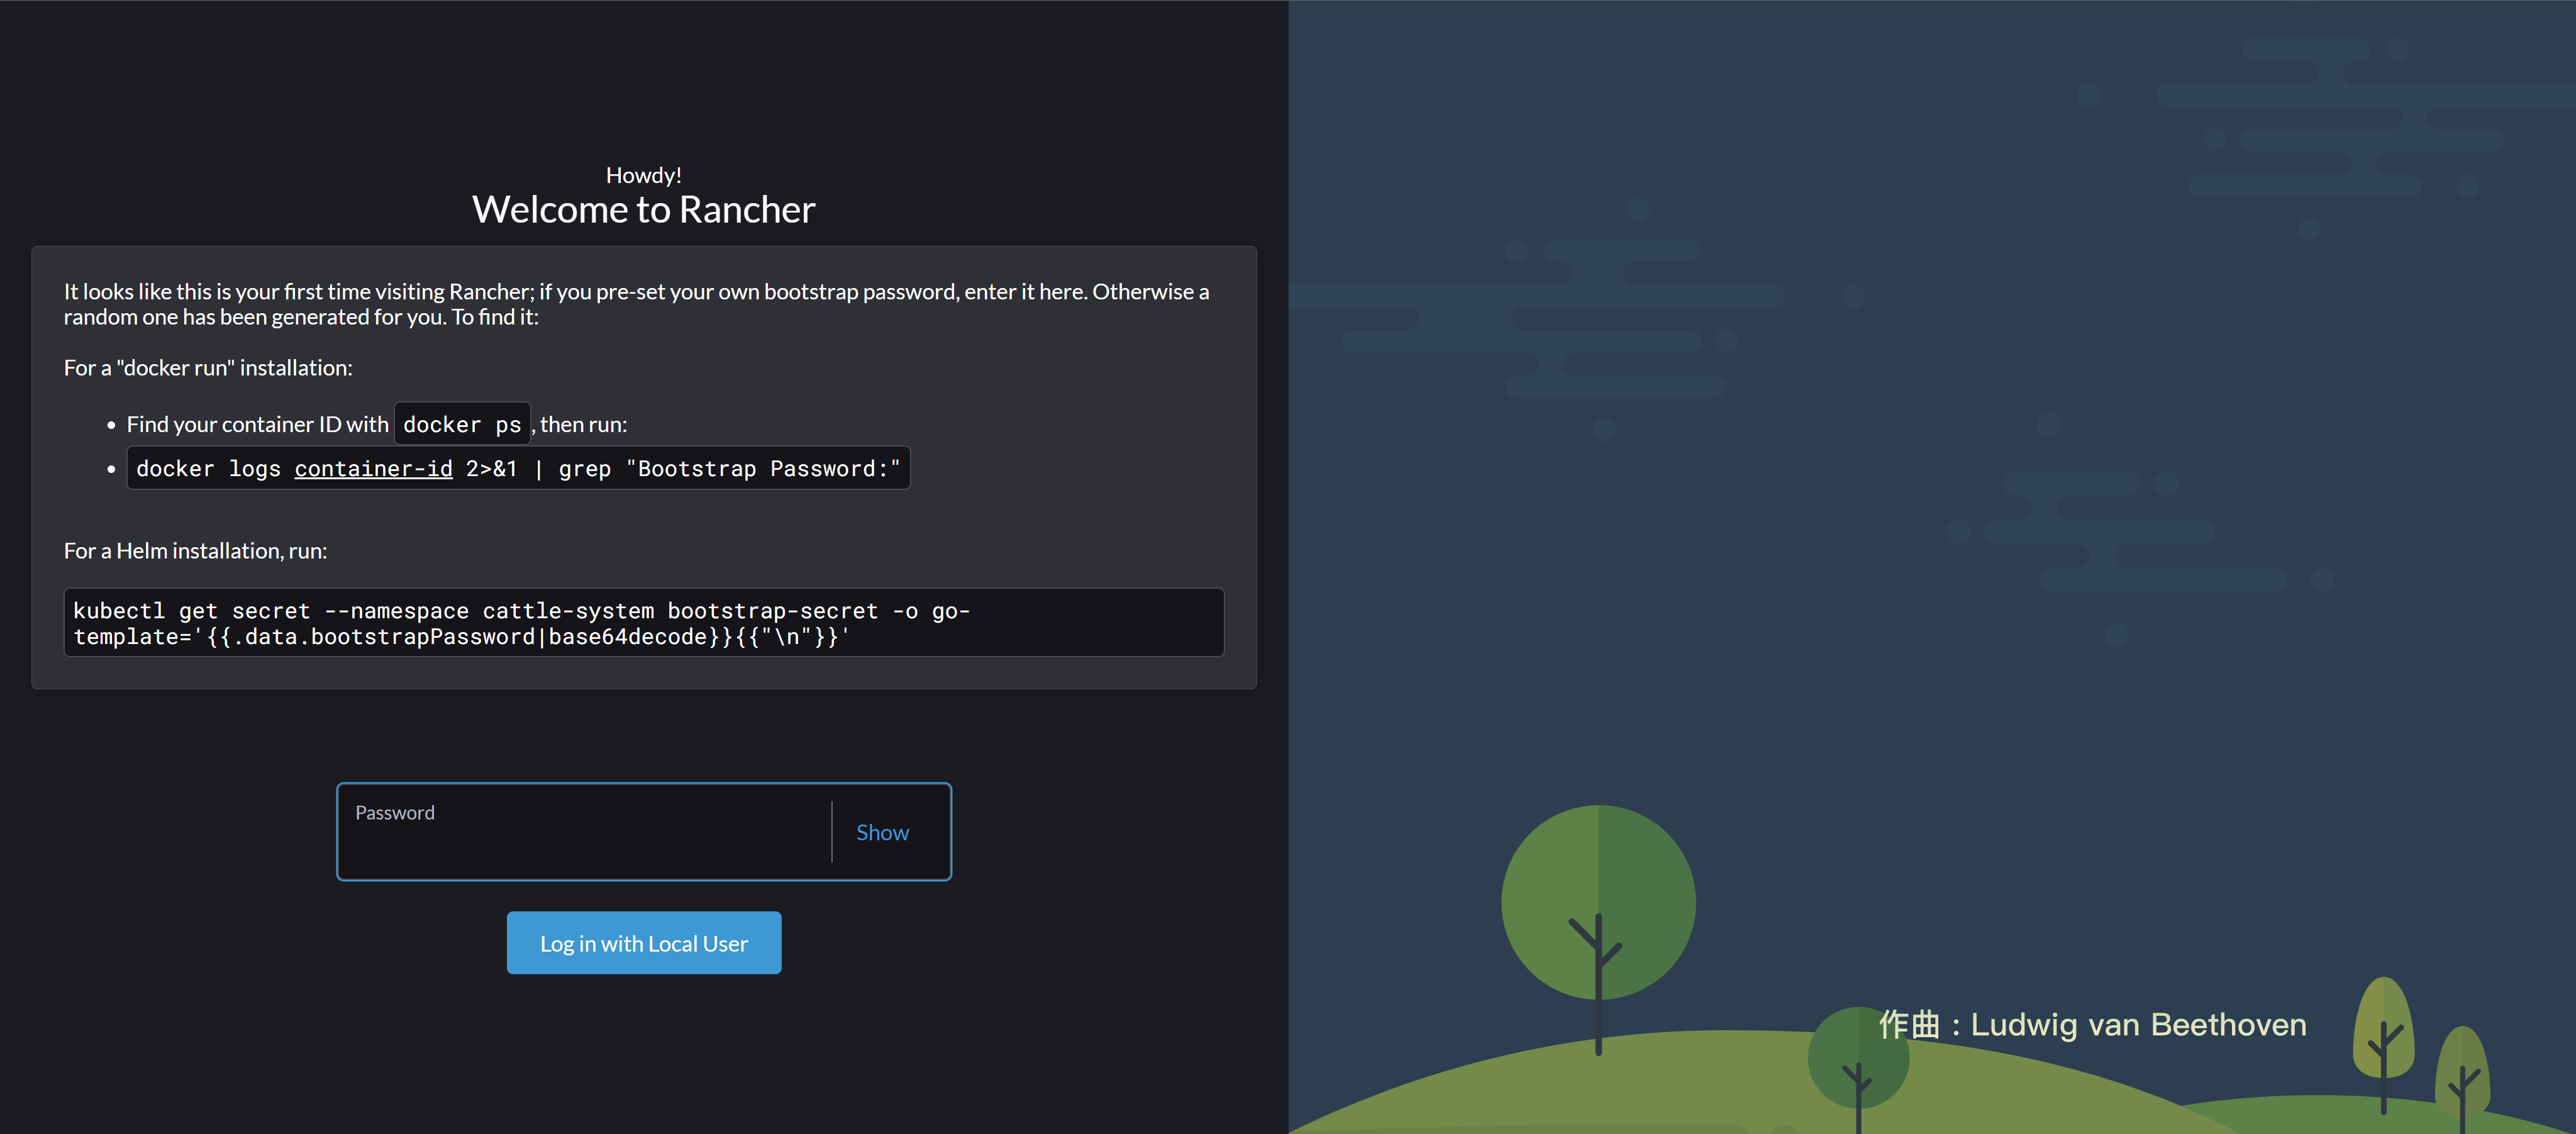 Howdy!
Welcome to Rancher
It looks like this is your first time visiting Rancher; if you pre-set your own bootstrap password, enter it here. Otherwise a
random one has been generated for you. To find it:
For a "docker run" installation:
Find your container ID with docker ps, then run:
docker logs container-id 2>&1 | grep "Bootstrap Password:"
For a Helm installation, run:
kubectl get secret --namespace cattle-system bootstrap-secret -o go-
template='{{.data.bootstrapPassword|base64decode}}{{"\n"}}'
Password
Show
Log in with Local User
作曲 : Ludwig van Beethoven